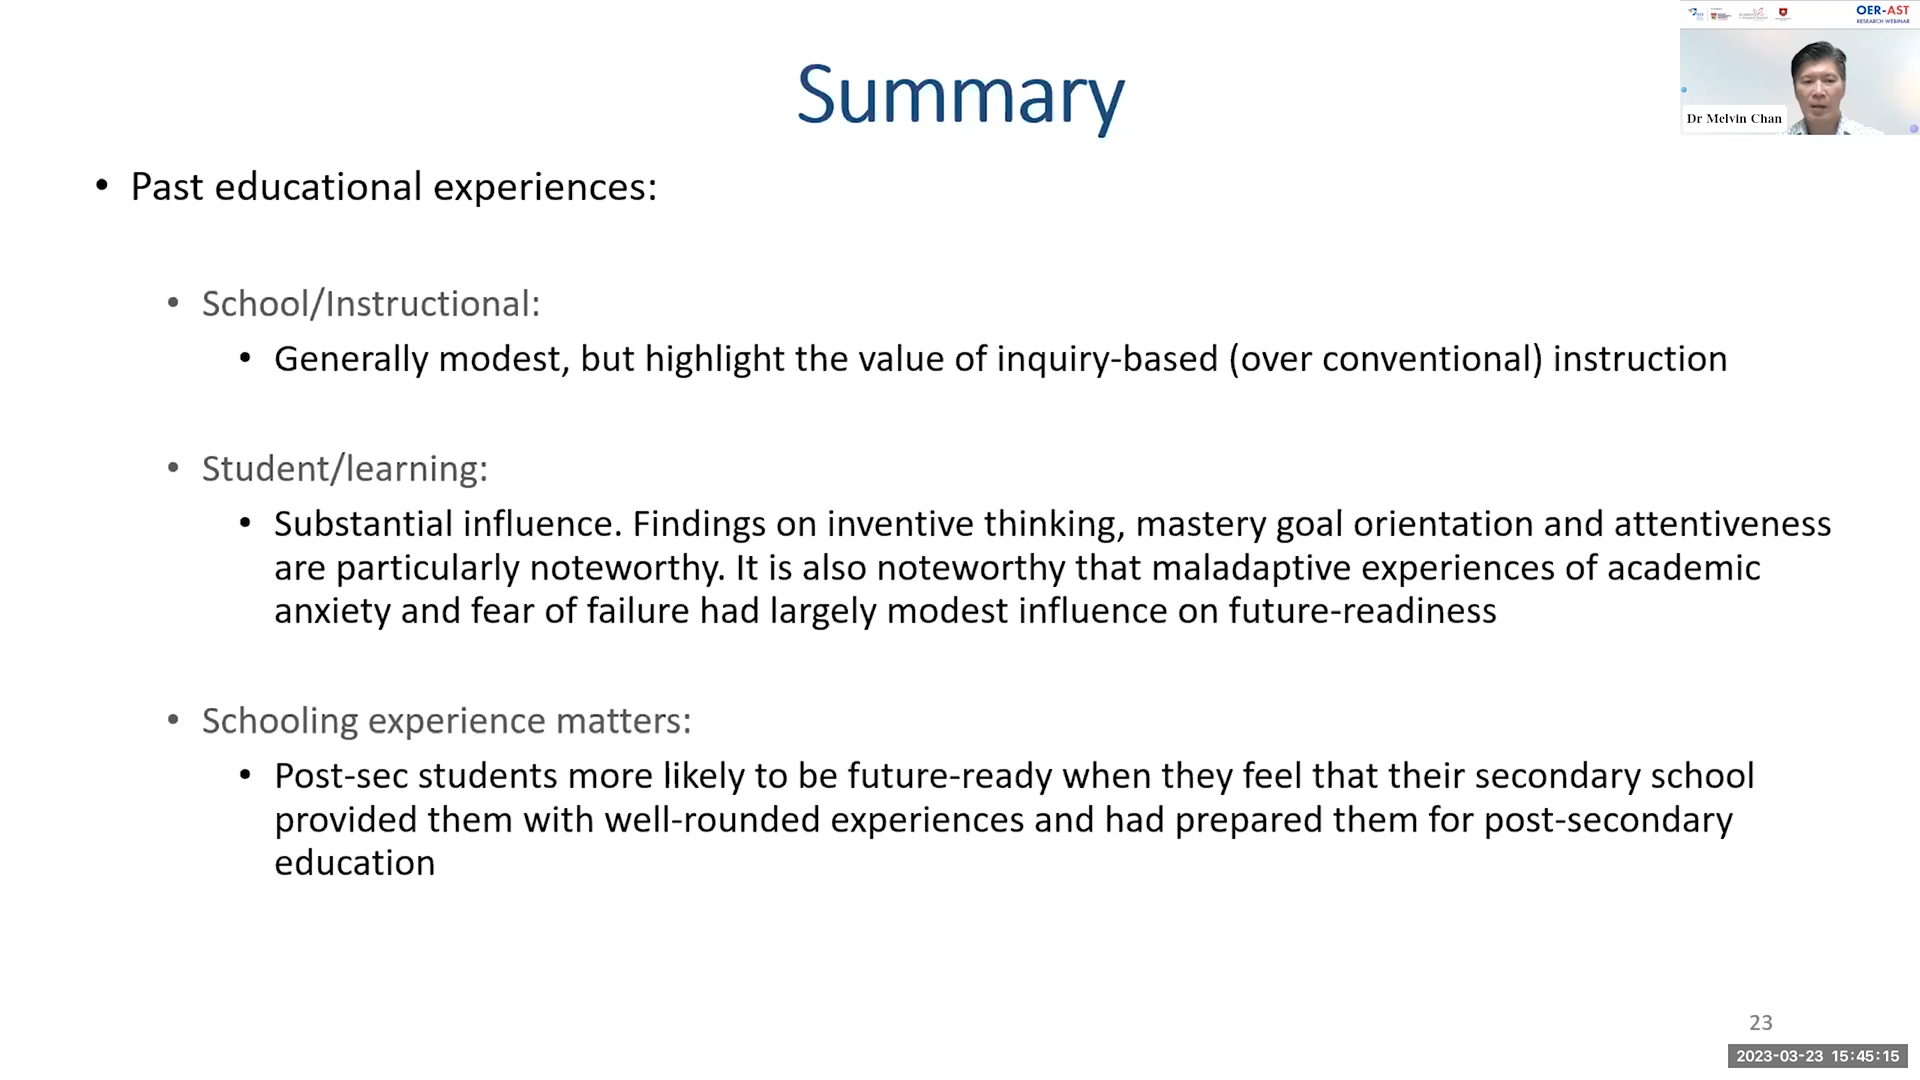 OER-AST
RESEARCH WEBINAR
Summary
Dr Melvin Chan
• Past educational experiences:
• School/Instructional:
• Generally modest, but highlight the value of inquiry-based (over conventional) instruction
• Student/learning:
• Substantial influence. Findings on inventive thinking, mastery goal orientation and attentiveness
are particularly noteworthy. It is also noteworthy that maladaptive experiences of academic
anxiety and fear of failure had largely modest influence on future-readiness
• Schooling experience matters:
• Post-sec students more likely to be future-ready when they feel that their secondary school
provided them with well-rounded experiences and had prepared them for post-secondary
education
23
2023-03-23 15:45:15